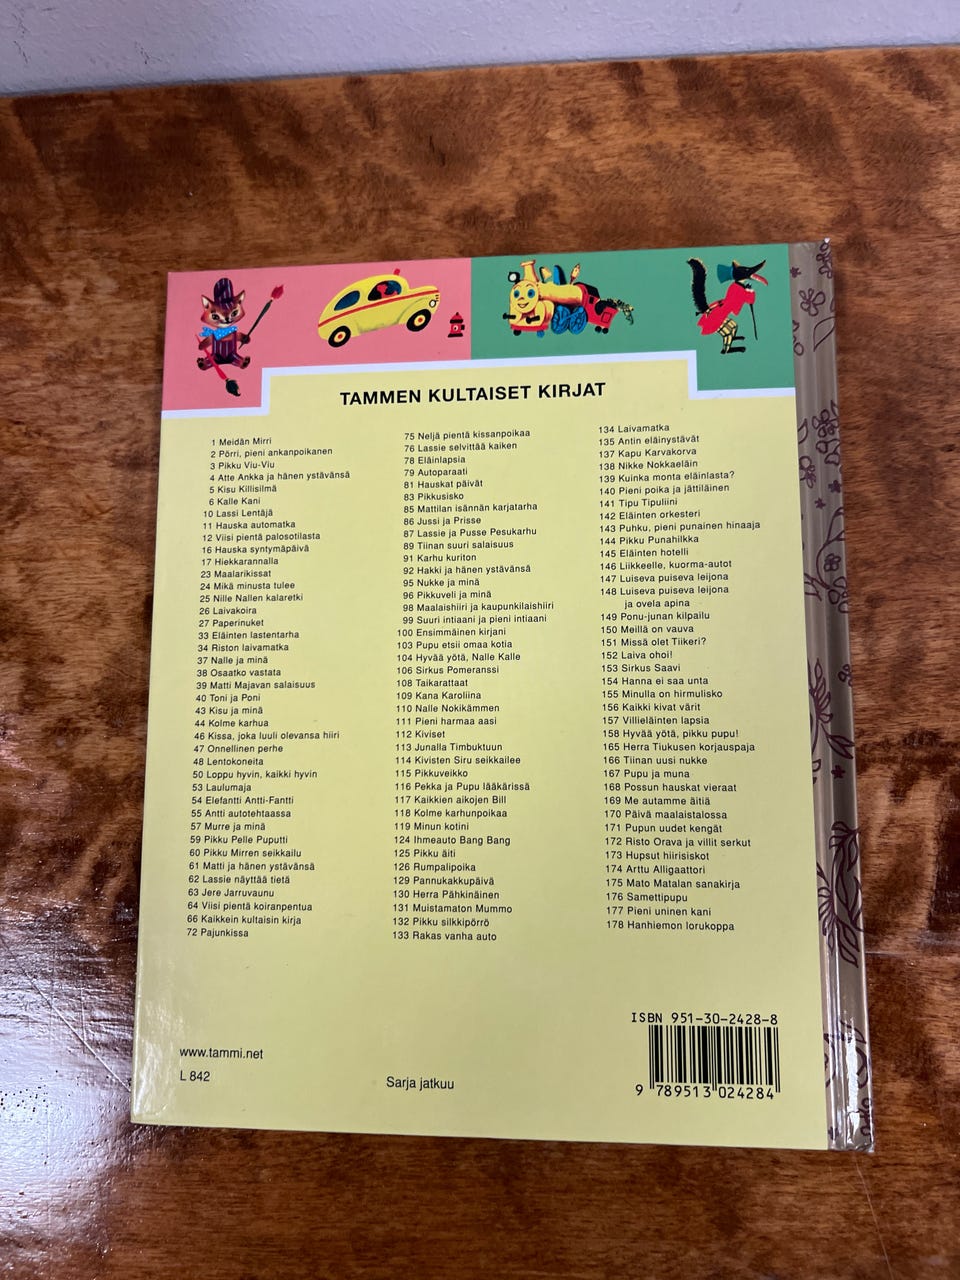 TAMMEN KULTAISET KIRJAT
1 Meidän Mirri
2 Pörri, pieni ankanpoikanen
3 Pikku Viu-Viu
4 Atte Ankka ja hänen ystävänsä
5 Kisu Killisilmä
6 Kalle Kani
10 Lassi Lentäjä
11 Hauska automatka
12 Viisi pientä palosotilasta
16 Hauska syntymäpäivä
17 Hiekkarannalla
23 Maalarikissat
24 Mikä minusta tulee
25 Nille Nallen kalaretki
26 Laivakoira
27 Paperinuket
33 Eläinten lastentarha
34 Riston laivamatka
37 Nalle ja minä
38 Osaatko vastata
39 Matti Majavan salaisuus
40 Toni ja Poni
43 Kisu ja minä
44 Kolme karhua
46 Kissa, joka luuli olevansa hiiri
47 Onnellinen perhe
48 Lentokoneita
50 Loppu hyvin, kaikki hyvin
53 Laulumaja
54 Elefantti Antti-Fantti
55 Antti autotehtaassa
57 Murre ja minä
59 Pikku Pelle Puputti
60 Pikku Mirren seikkailu
61 Matti ja hänen ystävänsä
62 Lassie näyttää tietä
63 Jere Jarruvaunu
64 Viisi pientä koiranpentua
66 Kaikkein kultaisin kirja
72 Pajunkissa
75 Neljä pientä kissanpoikaa
76 Lassie selvittää kaiken
78 Eläinlapsia
79 Autoparaati
81 Hauskat päivät
83 Pikkusisko
85 Mattilan isännän karjatarha
86 Jussi ja Prisse
87 Lassie ja Pusse Pesukarhu
89 Tiinan suuri salaisuus
91 Karhu kuriton
92 Hakki ja hänen ystävänsä
95 Nukke ja minä
96 Pikkuveli ja minä
98 Maalaishiiri ja kaupunkilaishiiri
99 Suuri intiaani ja pieni intiaani
100 Ensimmäinen kirjani
103 Pupu etsii omaa kotia
104 Hyvää yötä, Nalle Kalle
106 Sirkus Pomeranssi
108 Taikarattaat
109 Kana Karoliina
110 Nalle Nokikämmen
111 Pieni harmaa aasi
112 Kiviset
113 Junalla Timbuktuun
114 Kivisten Siru seikkailee
115 Pikkuveikko
116 Pekka ja Pupu lääkärissä
117 Kaikkien aikojen Bill
118 Kolme karhunpoikaa
119 Minun kotini
124 Ihmeauto Bang Bang
125 Pikku äiti
126 Rumpalipoika
129 Pannukakkupäivä
130 Herra Pähkinäinen
131 Muistamaton Mummo
132 Pikku silkkipörrö
133 Rakas vanha auto
134 Laivamatka
135 Antin eläinystävät
137 Kapu Karvakorva
138 Nikke Nokkaeläin
139 Kuinka monta eläinlasta?
140 Pieni poika ja jättiläinen
141 Tipu Tipuliini
142 Eläinten orkesteri
143 Puhku, pieni punainen hinaaja
144 Pikku Punahilkka
145 Eläinten hotelli
146 Liikkeelle, kuorma-autot
147 Luiseva puiseva leijona
148 Luiseva puiseva leijona
ja ovela apina
149 Ponu-junan kilpailu
150 Meillä on vauva
151 Missä olet Tiikeri?
152 Laiva ohoi!
153 Sirkus Saavi
154 Hanna ei saa unta
155 Minulla on hirmulisko
156 Kaikki kivat värit
157 Villieläinten lapsia
158 Hyvää yötä, pikku pupu!
165 Herra Tiukusen korjauspaja
166 Tiinan uusi nukke
167 Pupu ja muna
168 Possun hauskat vieraat
169 Me autamme äitiä
170 Päivä maalaistalossa
171 Pupun uudet kengät
172 Risto Orava ja villit serkut
173 Hupsut hiirisiskot
174 Arttu Alligaattori
175 Mato Matalan sanakirja
176 Samettipupu
177 Pieni uninen kani
178 Hanhiemon lorukoppa
www.tammi.net
L 842
Sarja jatkuu
ISBN 951-30-2428-8
9 789513 024284